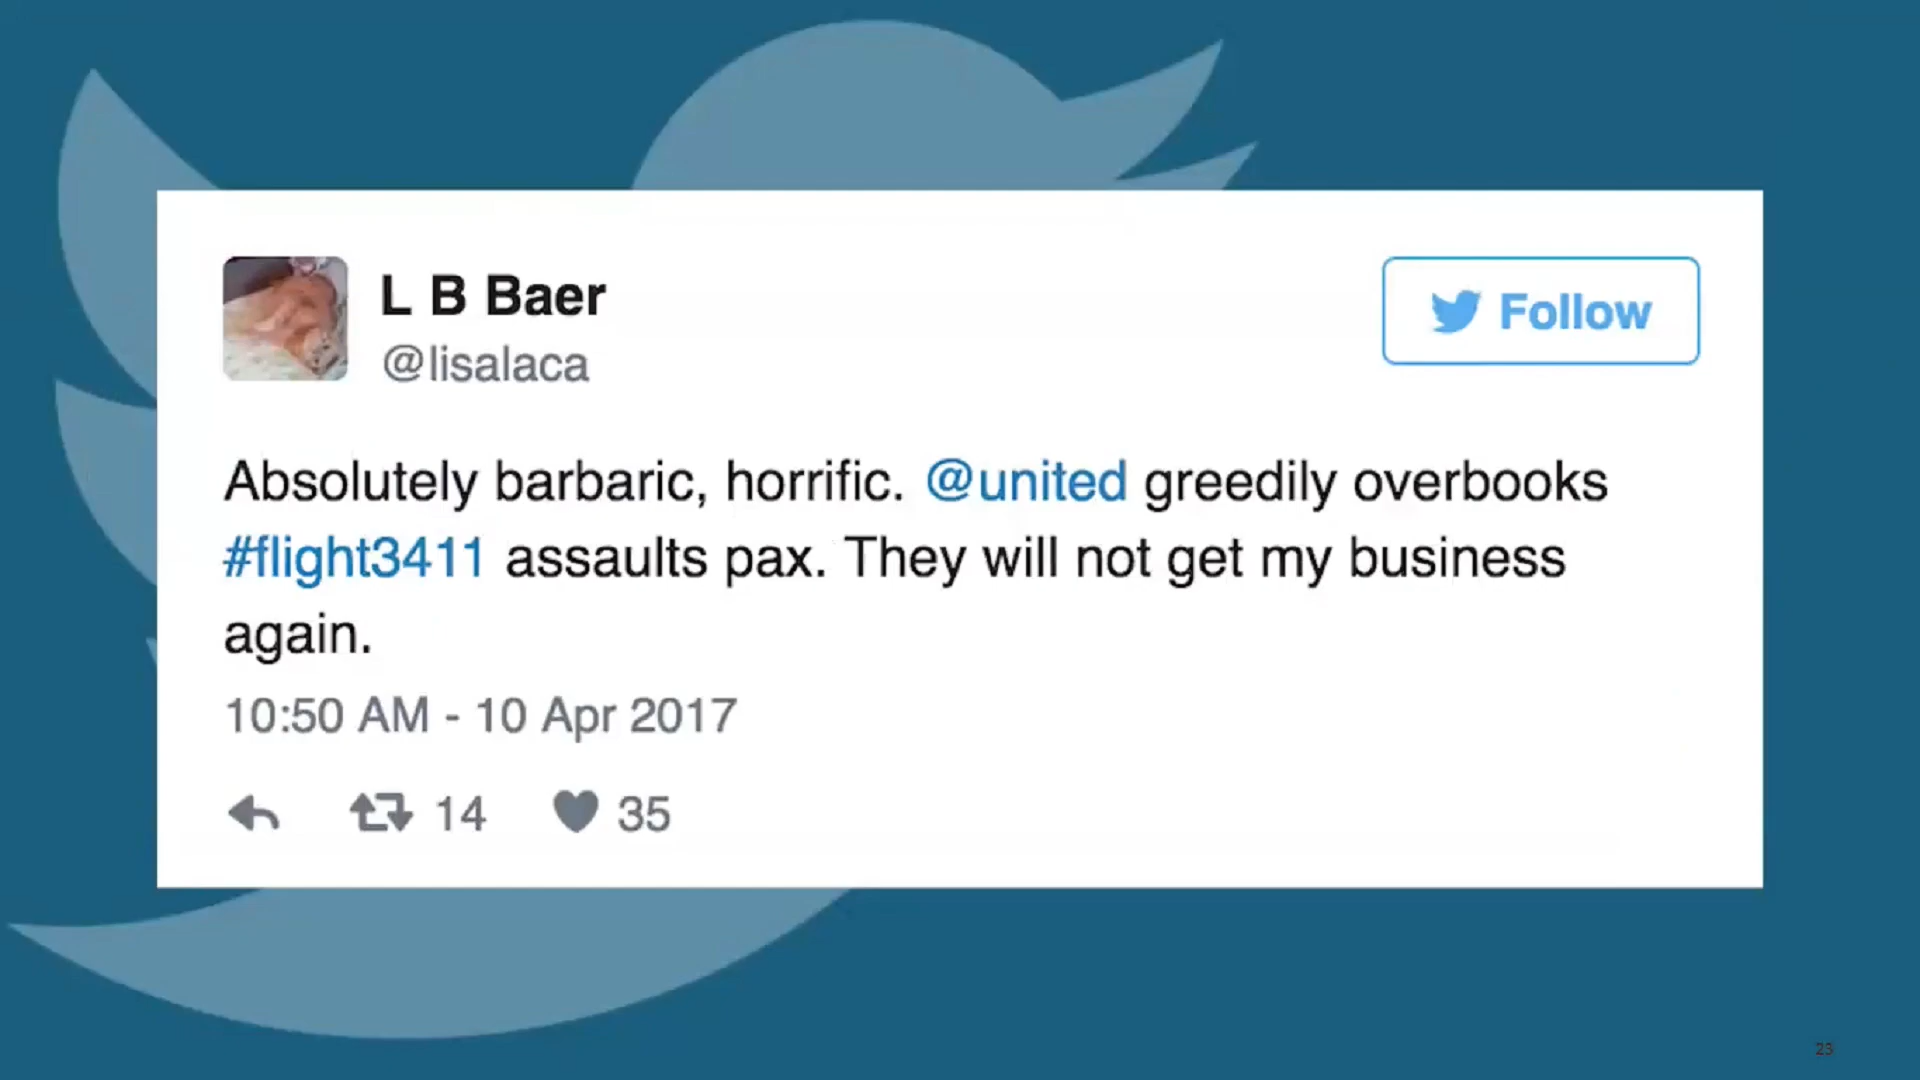 L B Baer
@lisalaca
Follow
Absolutely barbaric, horrific. @united greedily overbooks
#flight3411 assaults pax. They will not get my business
again.
10:50 AM - 10 Apr 2017
14 35
23